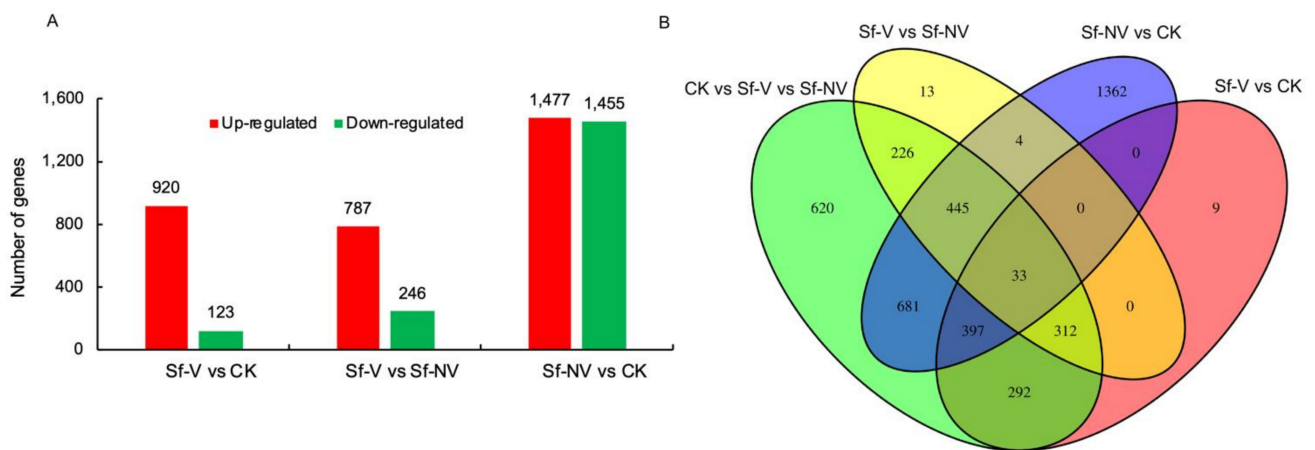 A
Number of genes
1,600
1,200
800
400
0
Up-regulated
Down-regulated
920
123
787
246
1,477
1,455
Sf-V vs CK
Sf-V vs Sf-NV
Sf-NV vs CK
B
Sf-V vs Sf-NV
Sf-NV vs CK
CK vs Sf-V vs Sf-NV
Sf-V vs CK
13
1362
4
226
0
620
445
0
9
33
681
0
397
312
292